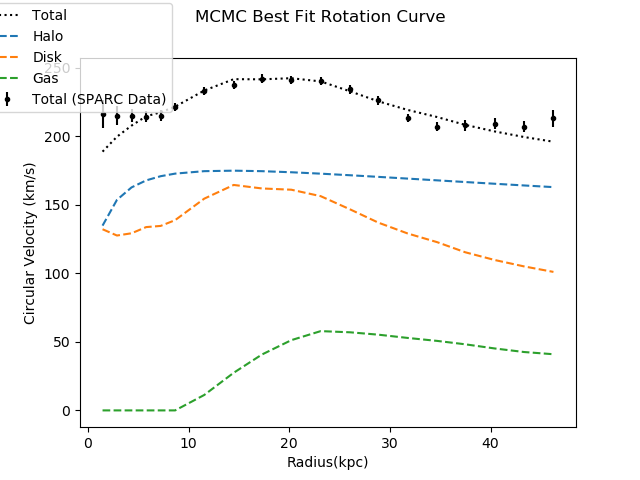 MCMC Best Fit Rotation Curve
Total
Halo
Disk
Gas
Total (SPARC Data)
250
200
150
100
50
0
Circular Velocity (km/s)
0 10 20 30 40
Radius(kpc)